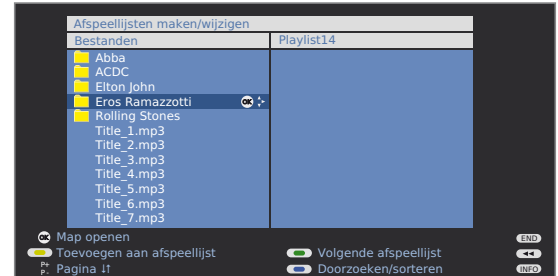 Afspeellijsten maken/wijzigen
Bestanden Playlist14
Abba
ACDC
Elton John
Eros Ramazzotti OK
Rolling Stones
Title_1.mp3
Title_2.mp3
Title_3.mp3
Title_4.mp3
Title_5.mp3
Title_6.mp3
Title_7.mp3
OK Map openen END
Toevoegen aan afspeellijst Volgende afspeellijst
P+ P- Pagina Doorzoeken/sorteren INFO